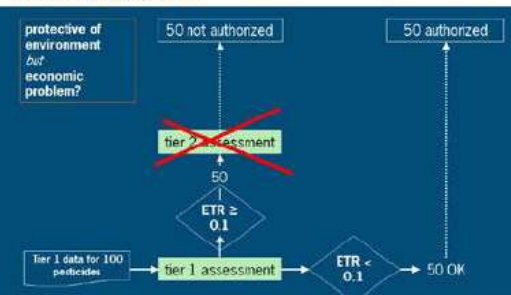 protective of
environment
but
economic
problem?
50 not authorized
50 authorized
tier 2 assessment
50
ETR ≥
0.1
Tier 1 data for 100
pesticides
tier 1 assessment
ETR <
0.1
50 OK